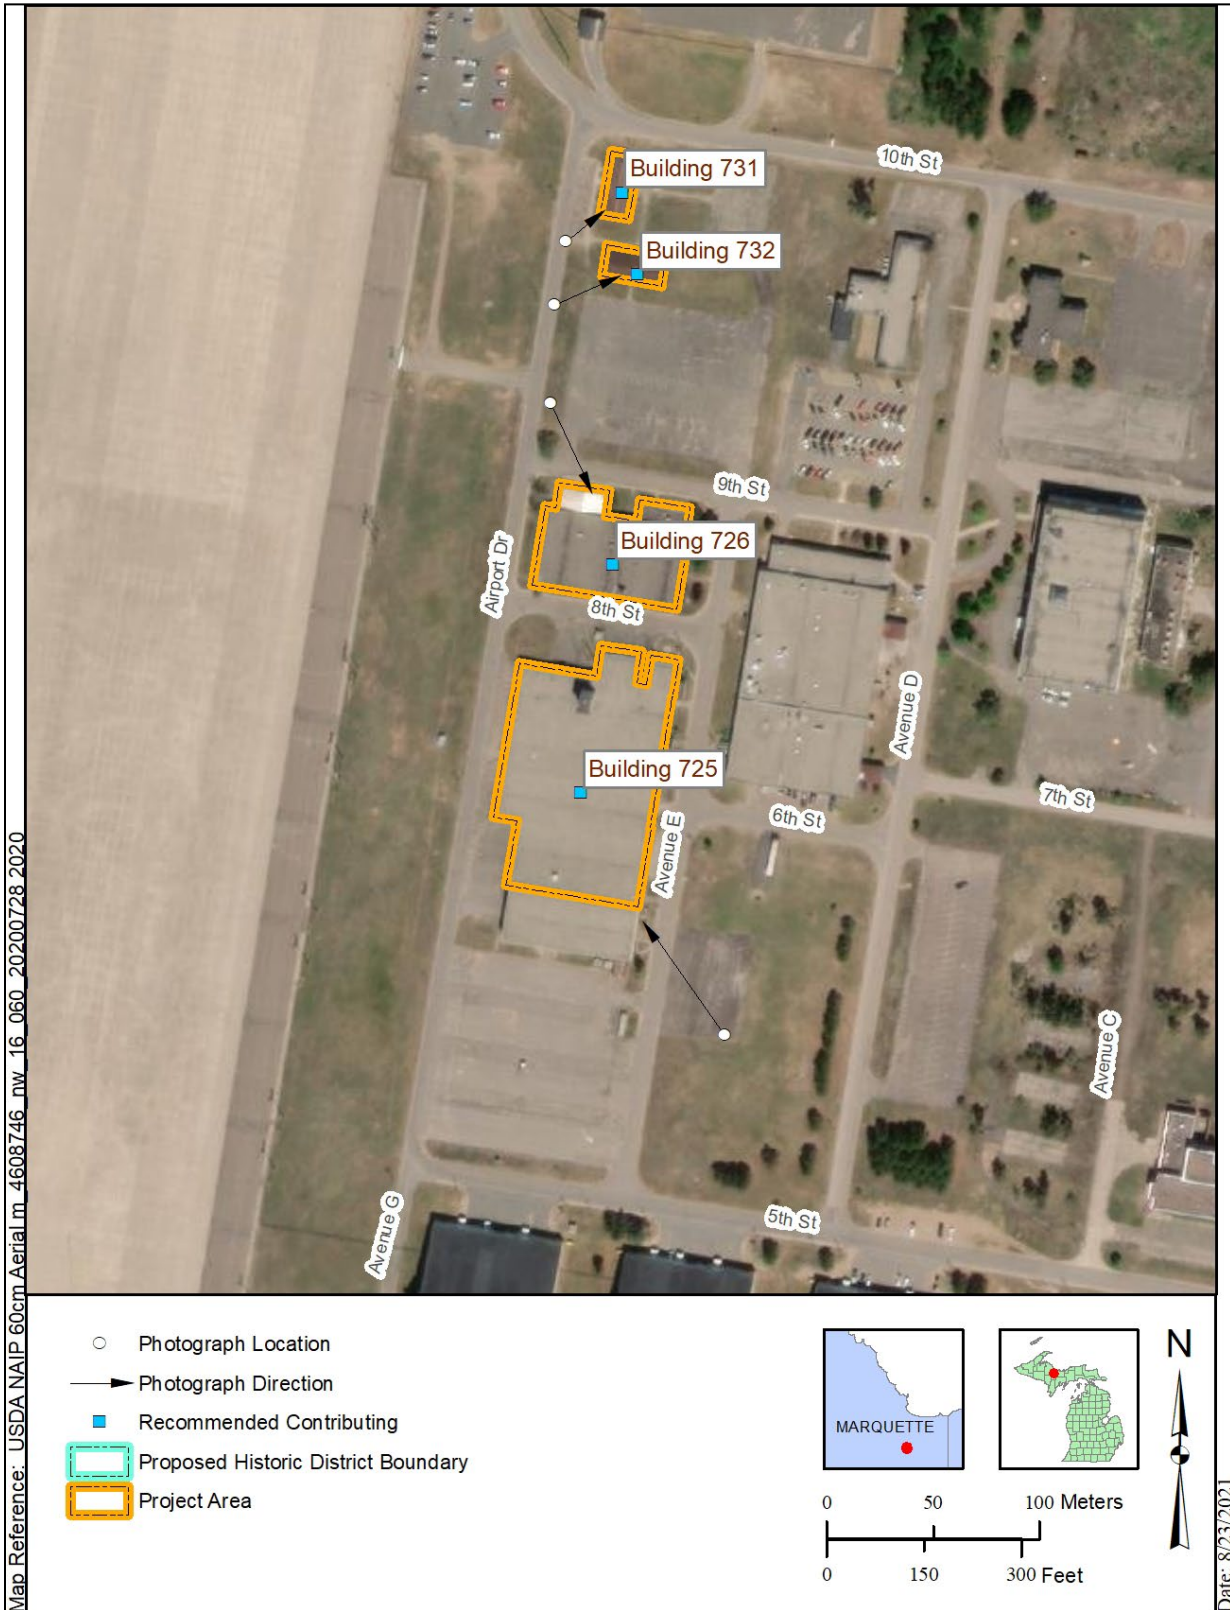 10th St
Building 731
Building 732
9th St
Building 726
Airport Dr
8th St
Avenue D
Building 725
7th St
6th St
Avenue E
Avenue C
5th St
Avenue G
Map Reference: USDA NAIP 60cm Aerial m_4608746_nw_16_060_20200728 2020
Photograph Location
Photograph Direction
Recommended Contributing
Proposed Historic District Boundary
Project Area
MARQUETTE
N
0 50 100 Meters
0 150 300 Feet
Date: 8/23/2021